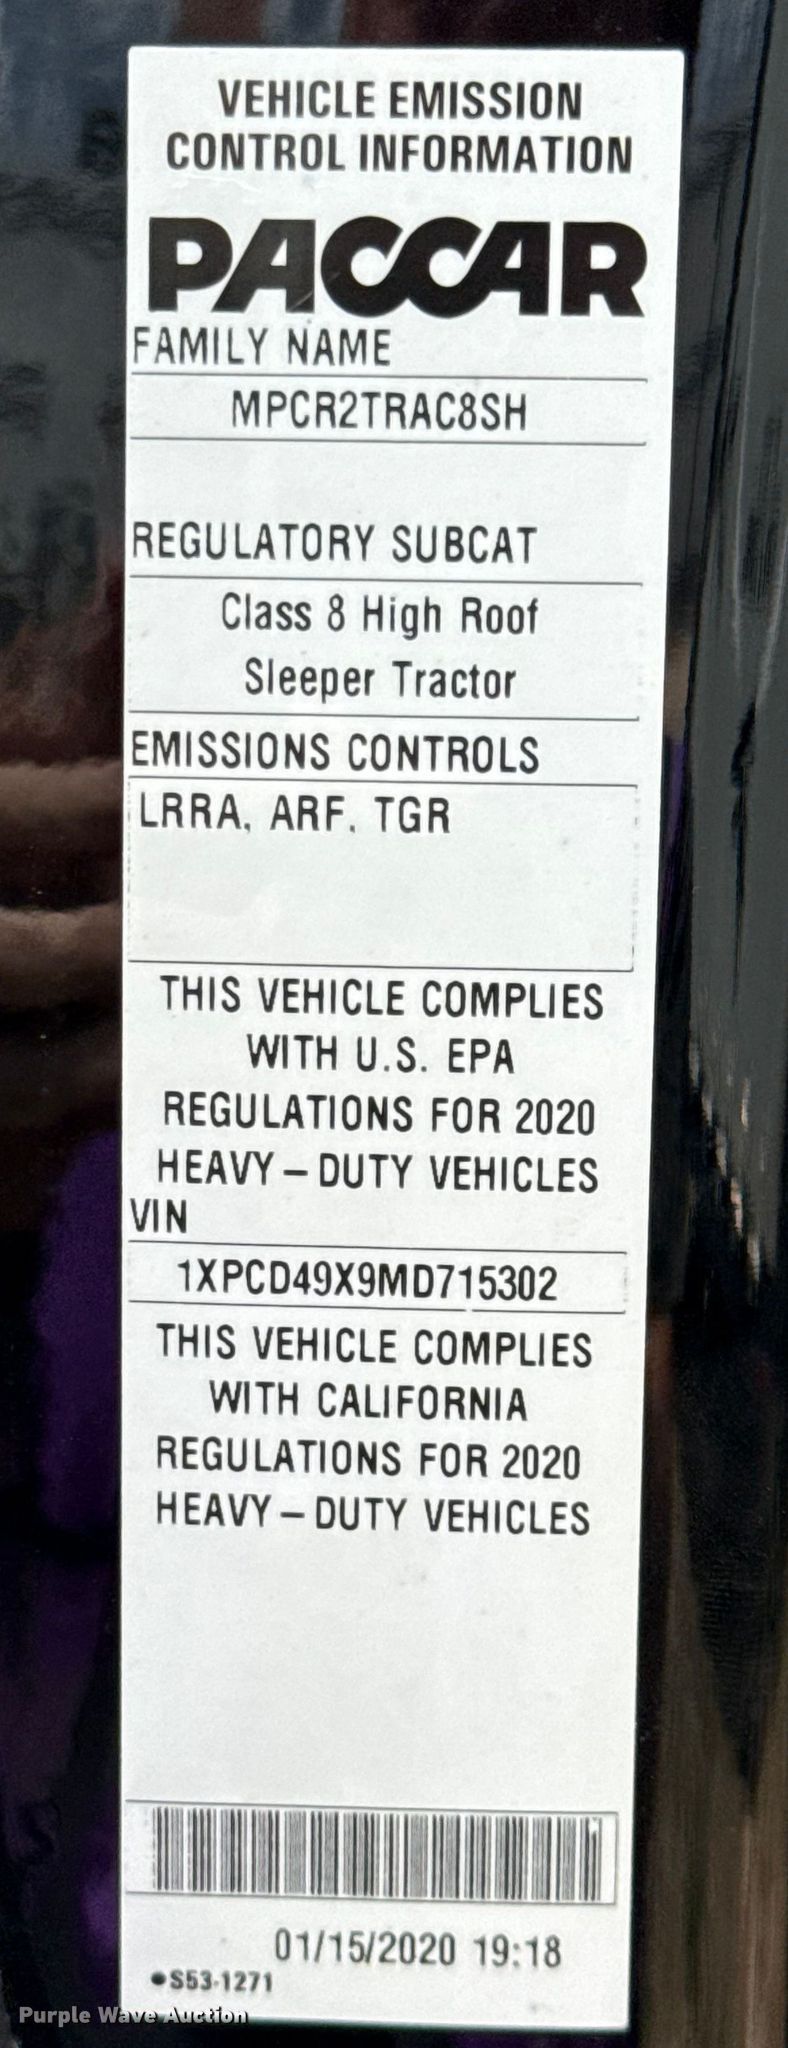 VEHICLE EMISSION
CONTROL INFORMATION
PACCAR
FAMILY NAME
MPCR2TRAC8SH
REGULATORY SUBCAT
Class 8 High Roof
Sleeper Tractor
EMISSIONS CONTROLS
LRRA, ARF, TGR
THIS VEHICLE COMPLIES
WITH U.S. EPA
REGULATIONS FOR 2020
HEAVY-DUTY VEHICLES
VIN
1XPCD49X9MD715302
THIS VEHICLE COMPLIES
WITH CALIFORNIA
REGULATIONS FOR 2020
HEAVY-DUTY VEHICLES
01/15/2020 19:18
●S53-1271
Purple Wave Auction